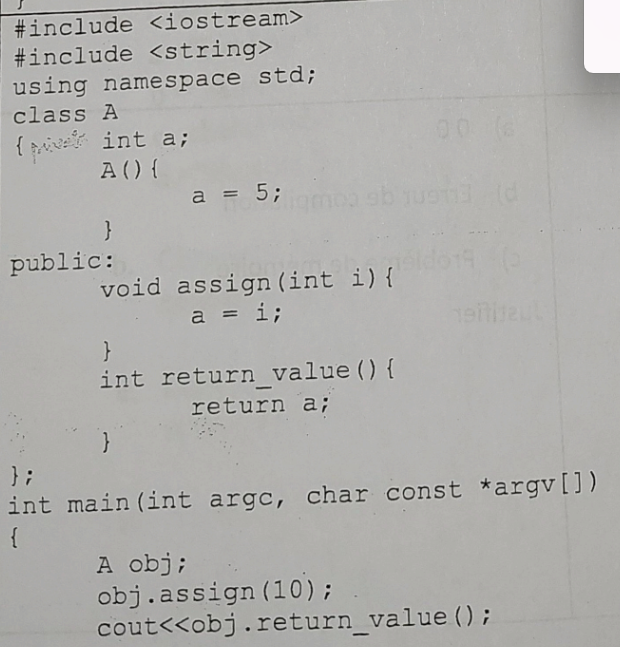 #include <iostream>
#include <string>
using namespace std;
class A
{ int a;
A(){
a = 5;
}
public:
void assign(int i){
a = i;
}
int return_value(){
return a;
}
};
int main(int argc, char const *argv[])
{
A obj;
obj.assign(10);
cout<<obj.return_value();